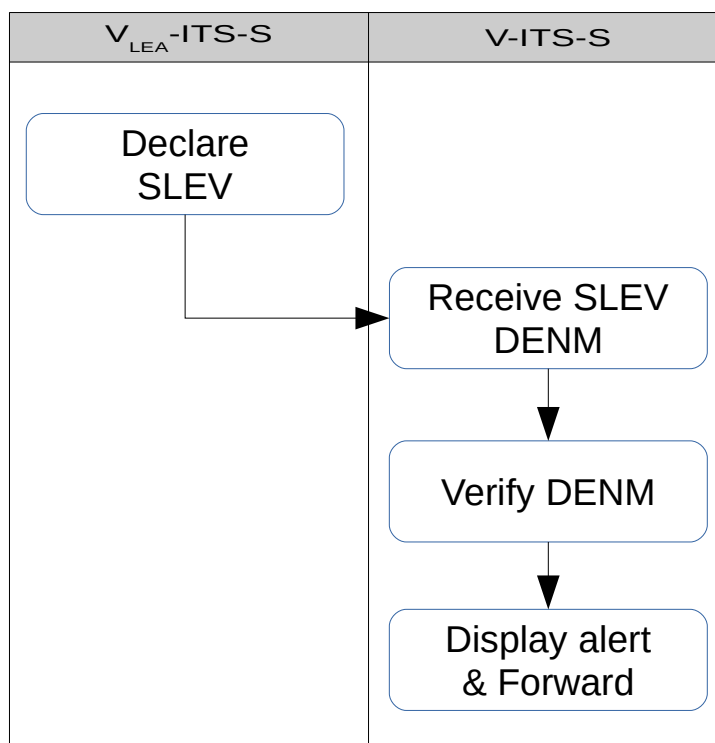 V_LEA-ITS-S
V-ITS-S
Declare
SLEV
Receive SLEV
DENM
Verify DENM
Display alert
& Forward